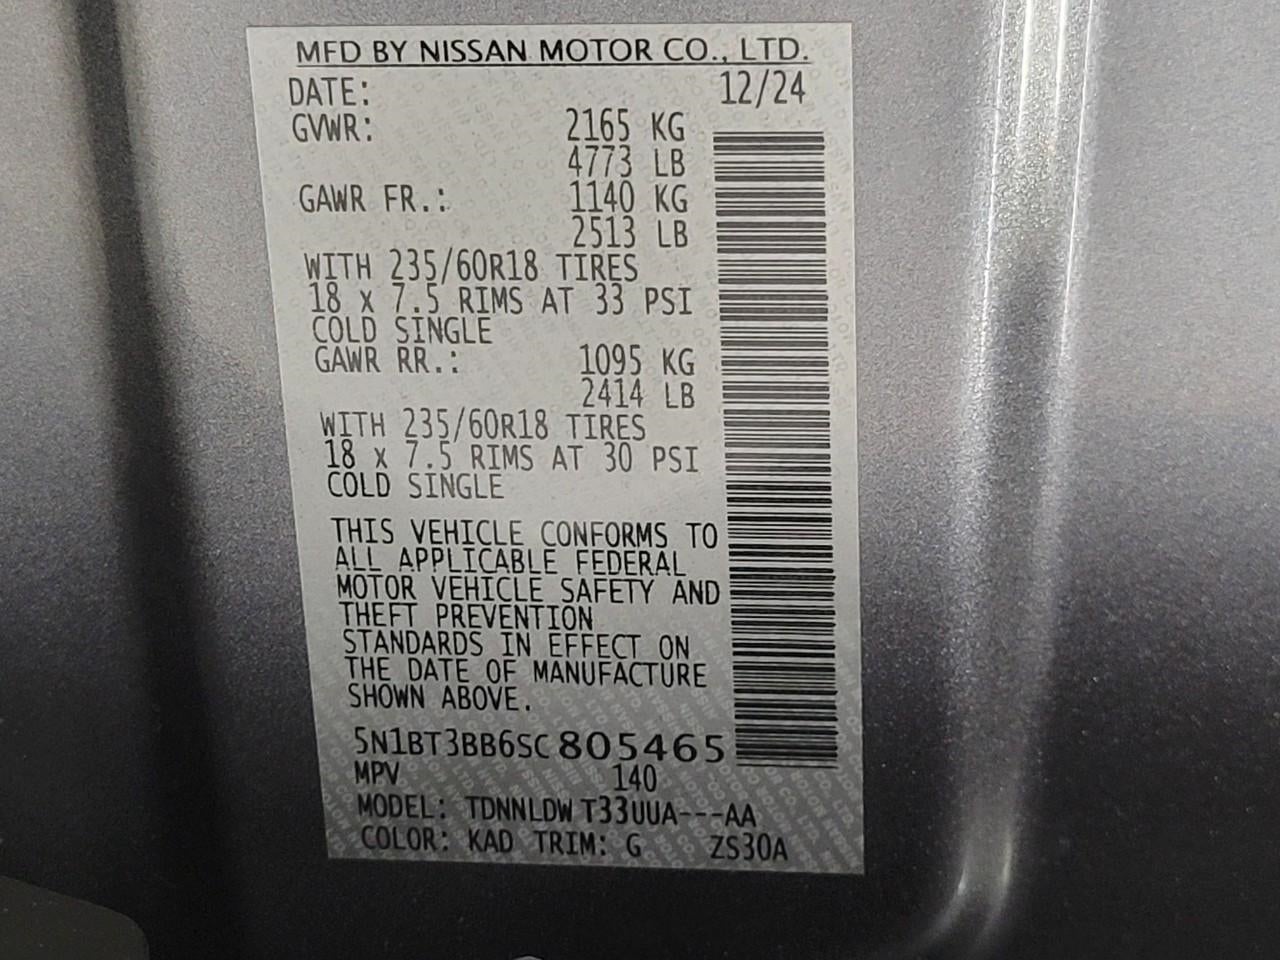 MFD BY NISSAN MOTOR CO., LTD.
DATE: 12/24
GVWR: 2165 KG
4773 LB
GAWR FR.: 1140 KG
2513 LB
WITH 235/60R18 TIRES
18 x 7.5 RIMS AT 33 PSI
COLD SINGLE
GAWR RR.: 1095 KG
2414 LB
WITH 235/60R18 TIRES
18 x 7.5 RIMS AT 30 PSI
COLD SINGLE
THIS VEHICLE CONFORMS TO
ALL APPLICABLE FEDERAL
MOTOR VEHICLE SAFETY AND
THEFT PREVENTION
STANDARDS IN EFFECT ON
THE DATE OF MANUFACTURE
SHOWN ABOVE.
5N1BT3BB6SC805465
MPV 140
MODEL: TDNNLDW T33UUA---AA
COLOR: KAD TRIM: G ZS30A